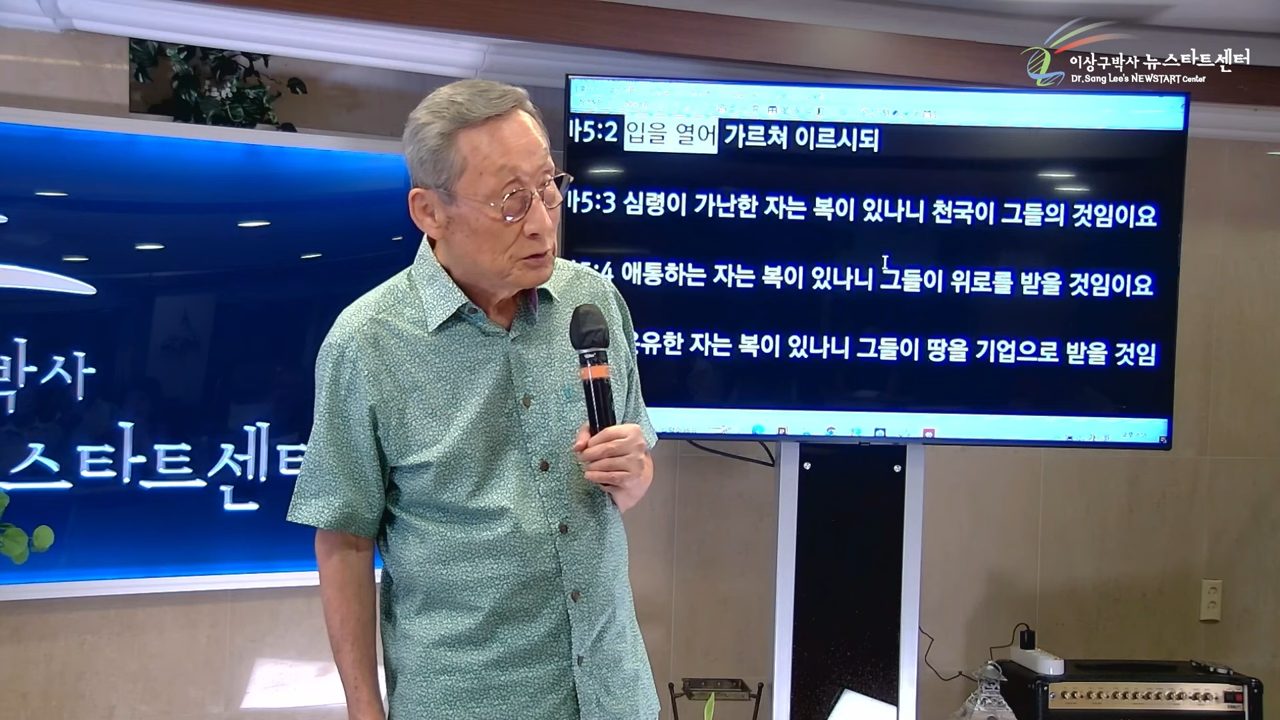 이상구박사 뉴스타트센터
Dr. Sang Lee's NEWSTART Center
마5:2 입을 열어 가르쳐 이르시되
마5:3 심령이 가난한 자는 복이 있나니 천국이 그들의 것임이요
5:4 애통하는 자는 복이 있나니 그들이 위로를 받을 것임이요
온유한 자는 복이 있나니 그들이 땅을 기업으로 받을 것임
박사
스타트센터